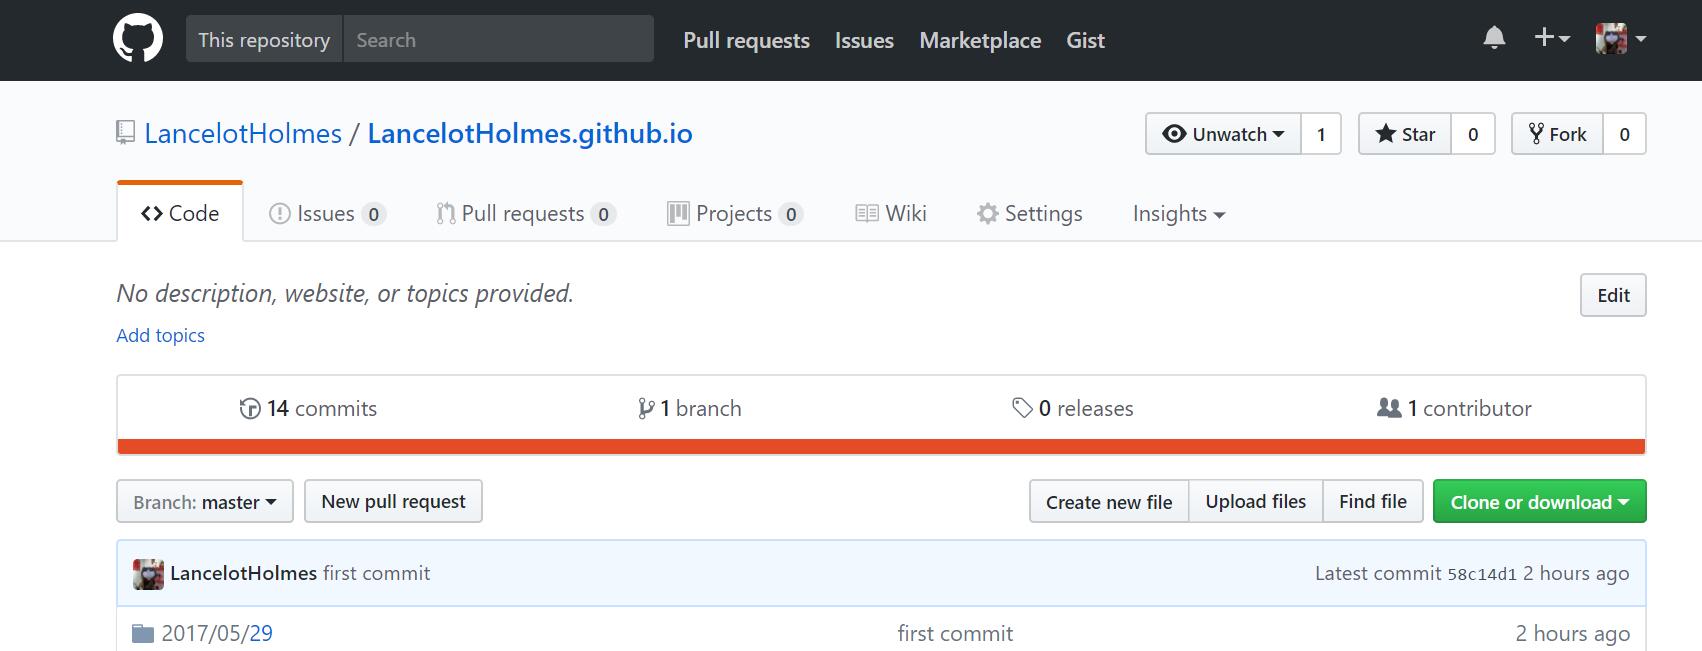 This repository Search Pull requests Issues Marketplace Gist
LancelotHolmes / LancelotHolmes.github.io Unwatch 1 Star 0 Fork 0
Code Issues 0 Pull requests 0 Projects 0 Wiki Settings Insights
No description, website, or topics provided. Edit
Add topics
14 commits 1 branch 0 releases 1 contributor
Branch: master New pull request Create new file Upload files Find file Clone or download
LancelotHolmes first commit Latest commit 58c14d1 2 hours ago
2017/05/29 first commit 2 hours ago